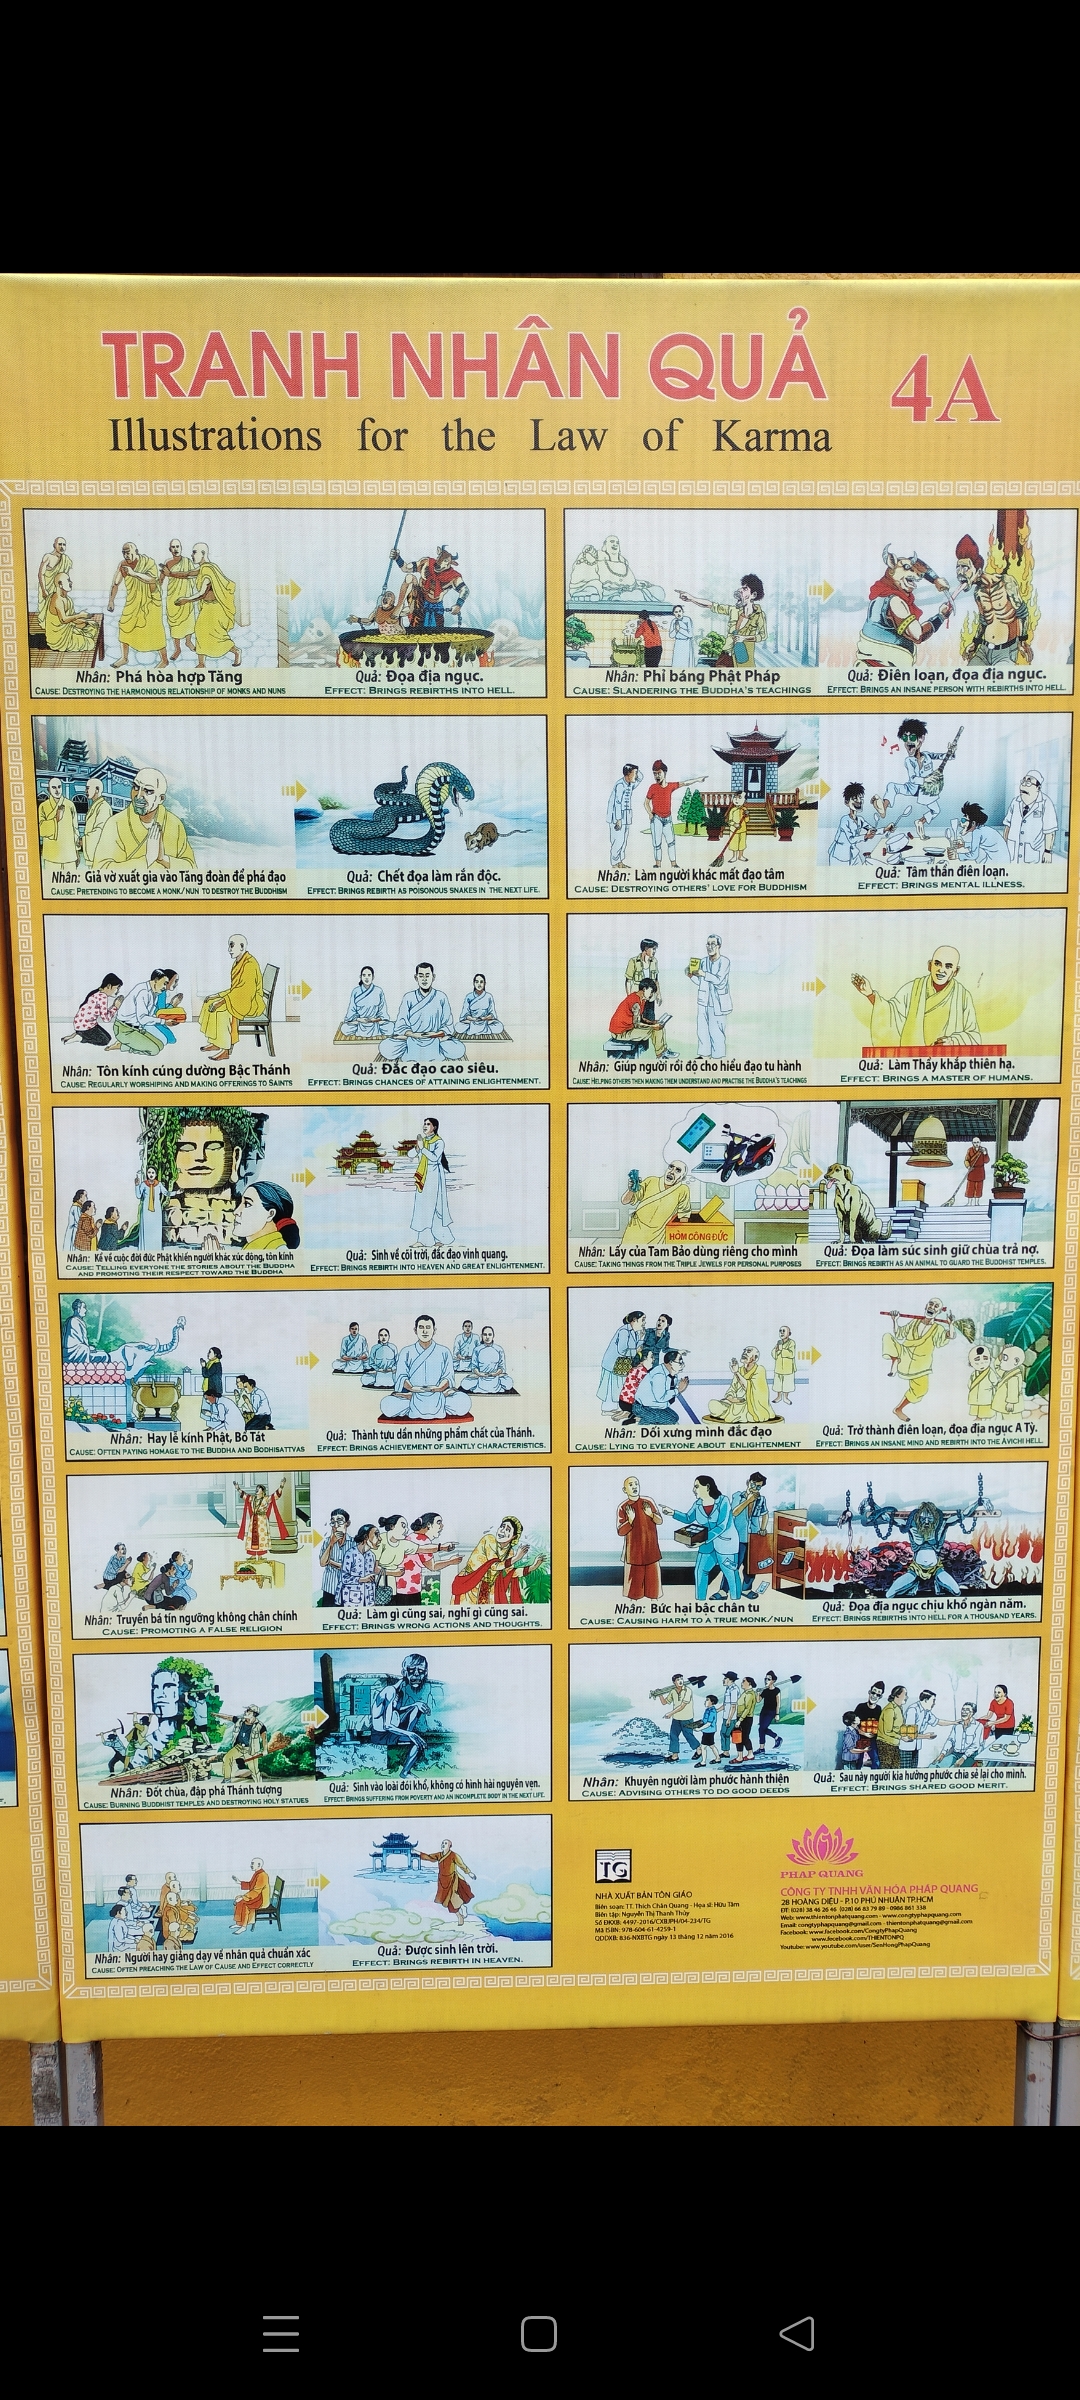 TRANH NHÂN QUẢ 4A
Illustrations for the Law of Karma
Nhân: Phá hòa hợp Tăng
CAUSE: DESTROYING THE HARMONIOUS RELATIONSHIP OF MONKS AND NUNS
Quả: Đọa địa ngục.
EFFECT: BRINGS REBIRTHS INTO HELL.
Nhân: Phỉ báng Phật Pháp
CAUSE: SLANDERING THE BUDDHA'S TEACHINGS
Quả: Điên loạn, đọa địa ngục.
EFFECT: BRINGS AN INSANE PERSON WITH REBIRTHS INTO HELL.
Nhân: Giả vờ xuất gia vào Tăng đoàn để phá đạo
CAUSE: PRETENDING TO BECOME A MONK/NUN TO DESTROY THE BUDDHISM
Quả: Chết đọa làm rắn độc.
EFFECT: BRINGS REBIRTH AS POISONOUS SNAKES IN THE NEXT LIFE.
Nhân: Làm người khác mất đạo tâm
CAUSE: DESTROYING OTHERS' LOVE FOR BUDDHISM
Quả: Tâm thần điên loạn.
EFFECT: BRINGS MENTAL ILLNESS.
Nhân: Tôn kính cúng dường Bậc Thánh
CAUSE: REGULARLY WORSHIPING AND MAKING OFFERINGS TO SAINTS
Quả: Đắc đạo cao siêu.
EFFECT: BRINGS CHANCES OF ATTAINING ENLIGHTENMENT.
Nhân: Giúp người rồi độ cho hiểu đạo tu hành
CAUSE: HELPING OTHERS THEN MAKING THEM UNDERSTAND AND PRACTISE THE BUDDHA'S TEACHINGS
Quả: Làm Thầy khắp thiên hạ.
EFFECT: BRINGS A MASTER OF HUMANS.
Nhân: Kể về cuộc đời đức Phật khiến người khác xúc động, tôn kính
CAUSE: TELLING EVERYONE THE STORIES ABOUT THE BUDDHA
AND PROMOTING THEIR RESPECT TOWARD THE BUDDHA
Quả: Sinh về cõi trời, đắc đạo vinh quang.
EFFECT: BRINGS REBIRTH INTO HEAVEN AND GREAT ENLIGHTENMENT.
HÒM CÔNG ĐỨC
Nhân: Lấy của Tam Bảo dùng riêng cho mình
CAUSE: TAKING THINGS FROM THE TRIPLE JEWELS FOR PERSONAL PURPOSES
Quả: Đọa làm súc sinh giữ chùa trả nợ.
EFFECT: BRINGS REBIRTH AS AN ANIMAL TO GUARD THE BUDDHIST TEMPLES.
Nhân: Hay lễ kính Phật, Bồ Tát
CAUSE: OFTEN PAYING HOMAGE TO THE BUDDHA AND BODHISATTVAS
Quả: Thành tựu dần những phẩm chất của Thánh.
EFFECT: BRINGS ACHIEVEMENT OF SAINTLY CHARACTERISTICS.
Nhân: Dối xưng mình đắc đạo
CAUSE: LYING TO EVERYONE ABOUT ENLIGHTENMENT
Quả: Trở thành điên loạn, đọa địa ngục A Tỳ.
EFFECT: BRINGS AN INSANE MIND AND REBIRTH INTO THE AVICHI HELL.
Nhân: Truyền bá tín ngưỡng không chân chính
CAUSE: PROMOTING A FALSE RELIGION
Quả: Làm gì cũng sai, nghĩ gì cũng sai.
EFFECT: BRINGS WRONG ACTIONS AND THOUGHTS.
Nhân: Bức hại bậc chân tu
CAUSE: CAUSING HARM TO A TRUE MONK/NUN
Quả: Đọa địa ngục chịu khổ ngàn năm.
EFFECT: BRINGS REBIRTHS INTO HELL FOR A THOUSAND YEARS.
Nhân: Đốt chùa, đập phá Thánh tượng
CAUSE: BURNING BUDDHIST TEMPLES AND DESTROYING HOLY STATUES
Quả: Sinh vào loài đói khổ, không có hình hài nguyên vẹn.
EFFECT: BRINGS SUFFERING FROM POVERTY AND AN INCOMPLETE BODY IN THE NEXT LIFE.
Nhân: Khuyên người làm phước hành thiện
CAUSE: ADVISING OTHERS TO DO GOOD DEEDS
Quả: Sau này người kia hưởng phước chia sẻ lại cho mình.
EFFECT: BRINGS SHARED GOOD MERIT.
Nhân: Người hay giảng dạy về nhân quả chuẩn xác
CAUSE: OFTEN PREACHING THE LAW OF CAUSE AND EFFECT CORRECTLY
Quả: Được sinh lên trời.
EFFECT: BRINGS REBIRTH IN HEAVEN.
TG
NHÀ XUẤT BẢN TÔN GIÁO
Biên soạn: TT. Thích Chân Quang - Họa sĩ: Hữu Tâm
Biên tập: Nguyễn Thị Thanh Thủy
Số ĐKXB: 4497-2016/CXBIPH/04-234/TG
Mã ISBN: 978-604-61-4259-1
QDDXB: 836-NXBTG ngày 13 tháng 12 năm 2016
PHAP QUANG
CÔNG TY TNHH VĂN HÓA PHÁP QUANG
28 HOÀNG DIỆU - P.10 PHÚ NHUẬN TP.HCM
ĐT: (028) 38 46 26 46 (028) 66 83 79 89 - 0986 861 338
Web: www.thientonphatquang.com - www.congtyphapquang.com
Email: congtyphapquang@gmail.com - thientonphatquang@gmail.com
Facebook: www.facebook.com/CongtyPhapQuang
www.facebook.com/THIENTONPQ
Youtube: www.youtube.com/user/SenHongPhapQuang